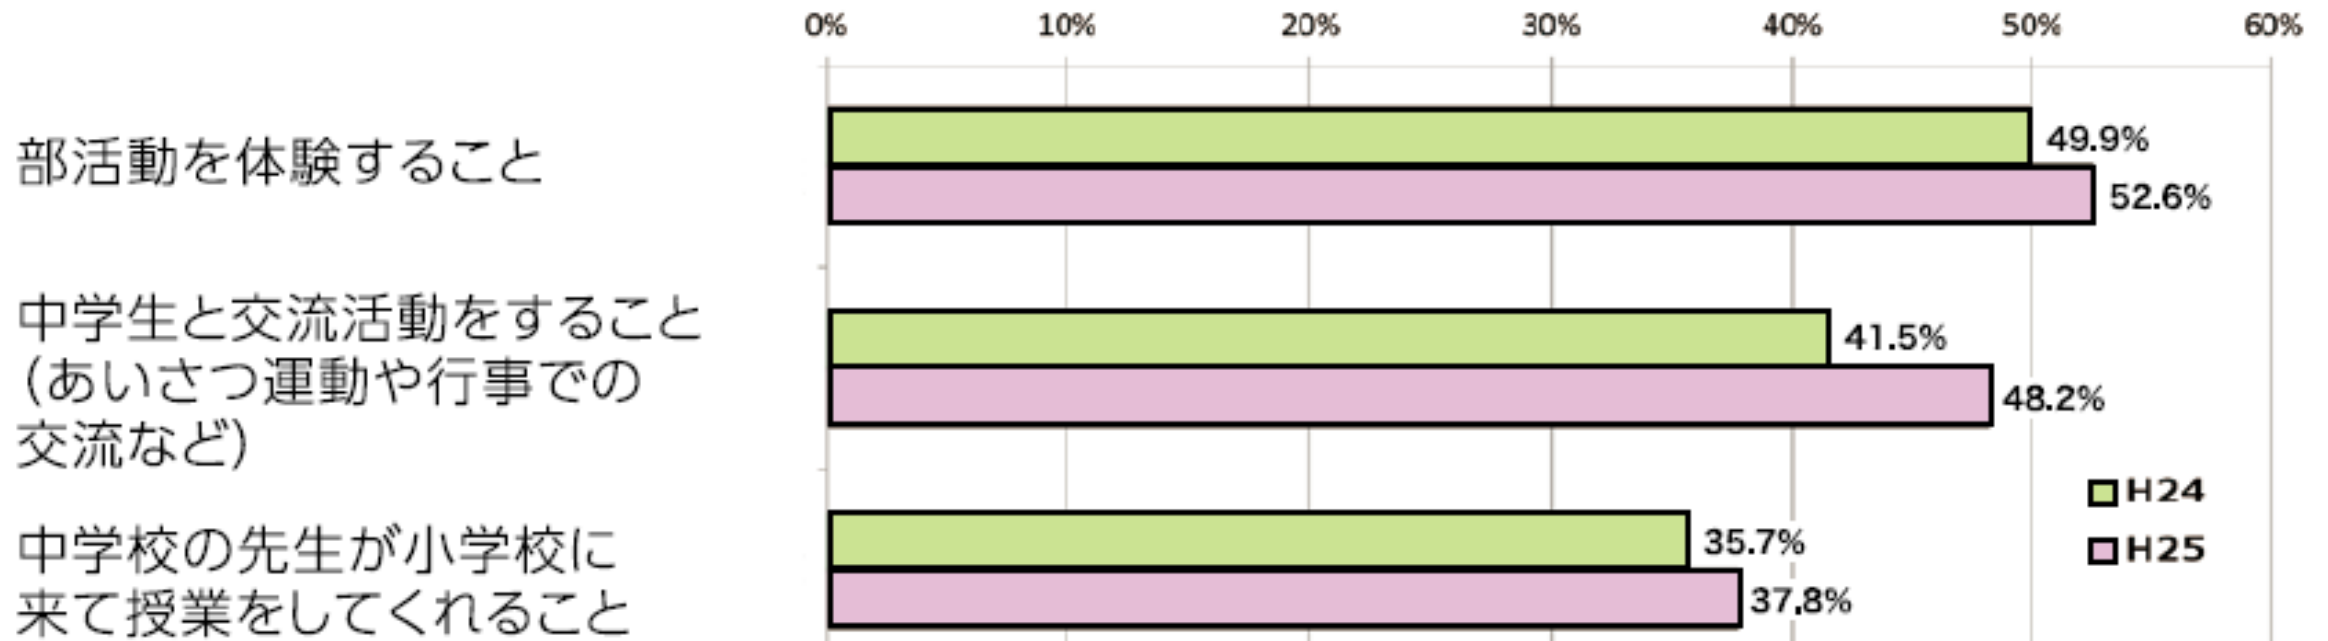 0% 10% 20% 30% 40% 50% 60%
部活動を体験すること
49.9%
52.6%
中学生と交流活動をすること
(あいさつ運動や行事での
交流など)
41.5%
48.2%
H24
H25
中学校の先生が小学校に
来て授業をしてくれること
35.7%
37.8%